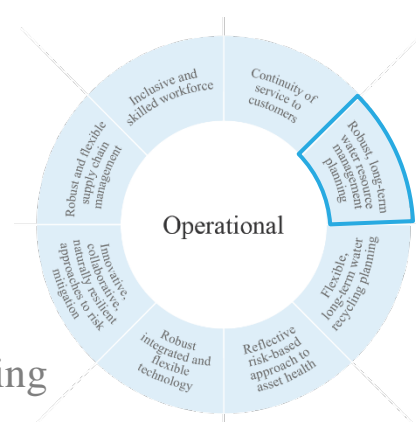 Continuity of
service to
customers
Robust, long-term
water resource
management
planning
Flexible,
long-term water
recycling planning
Reflective
risk-based
approach to
asset health
Robust
integrated and
flexible
technology
Innovative,
collaborative,
naturally resilient
approaches to risk
mitigation
Robust and flexible
supply chain
management
Inclusive and
skilled workforce
Operational
ing